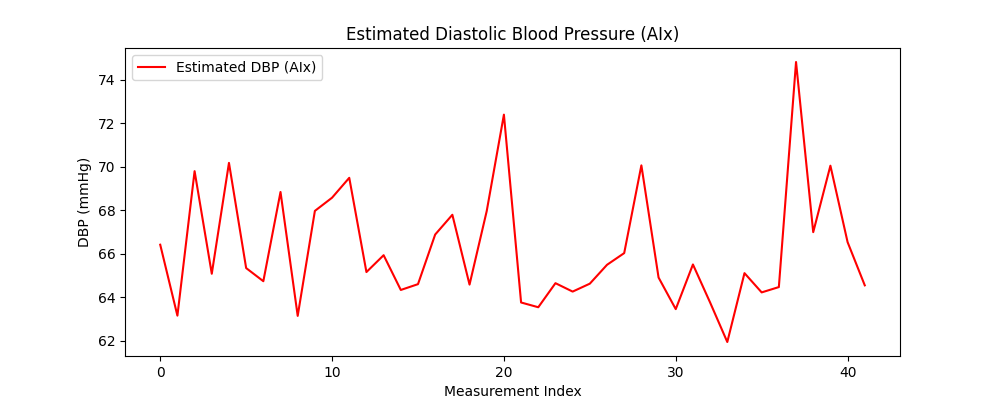 Estimated Diastolic Blood Pressure (AIx)
Estimated DBP (AIx)
DBP (mmHg)
74
72
70
68
66
64
62
0 10 20 30 40
Measurement Index